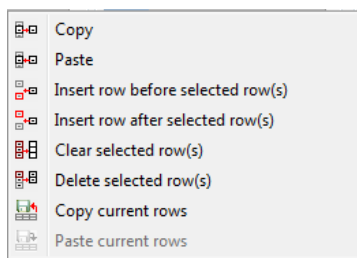 Copy
Paste
Insert row before selected row(s)
Insert row after selected row(s)
Clear selected row(s)
Delete selected row(s)
Copy current rows
Paste current rows